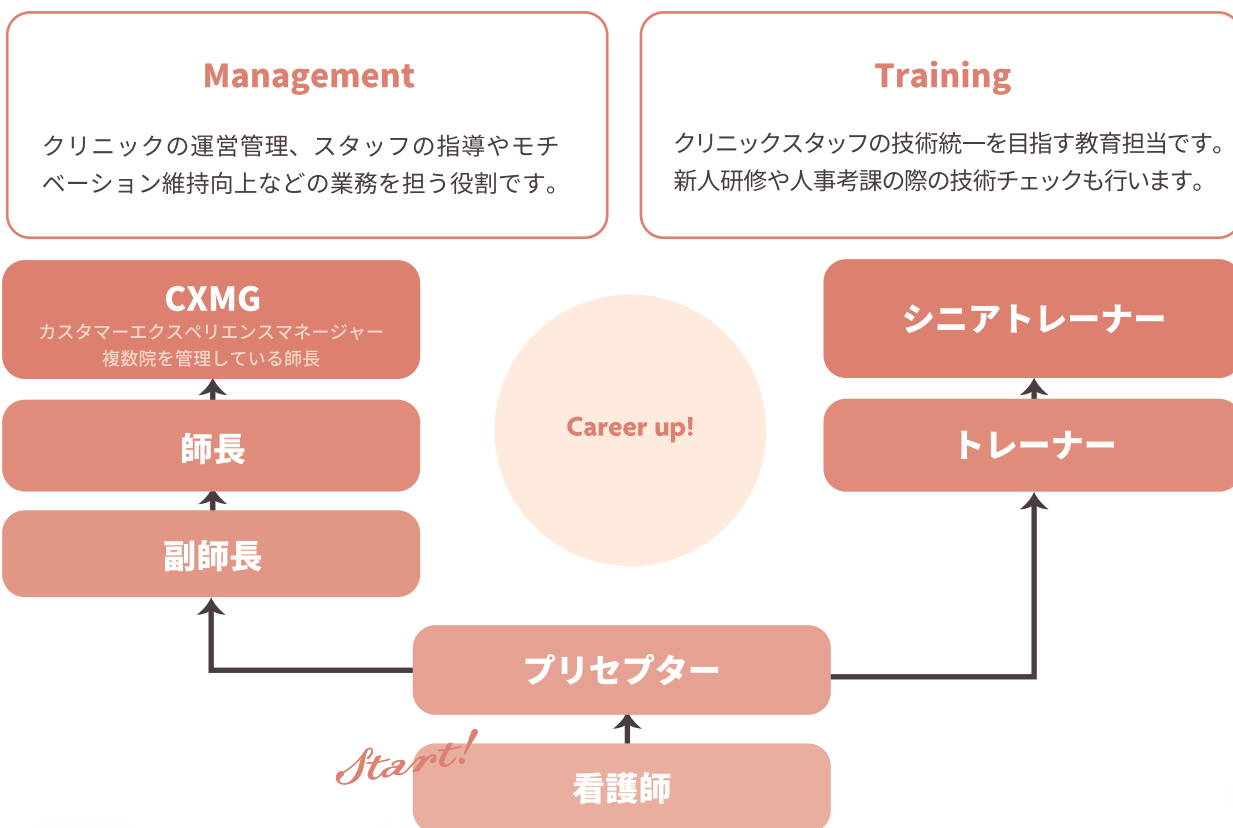 Management
クリニックの運営管理、スタッフの指導やモチ
ベーション維持向上などの業務を担う役割です。
Training
クリニックスタッフの技術統一を目指す教育担当です。
新人研修や人事考課の際の技術チェックも行います。
CXMG
カスタマーエクスペリエンスマネージャー
複数院を管理している師長
シニアトレーナー
Career up!
師長
トレーナー
副師長
プリセプター
Start!
看護師